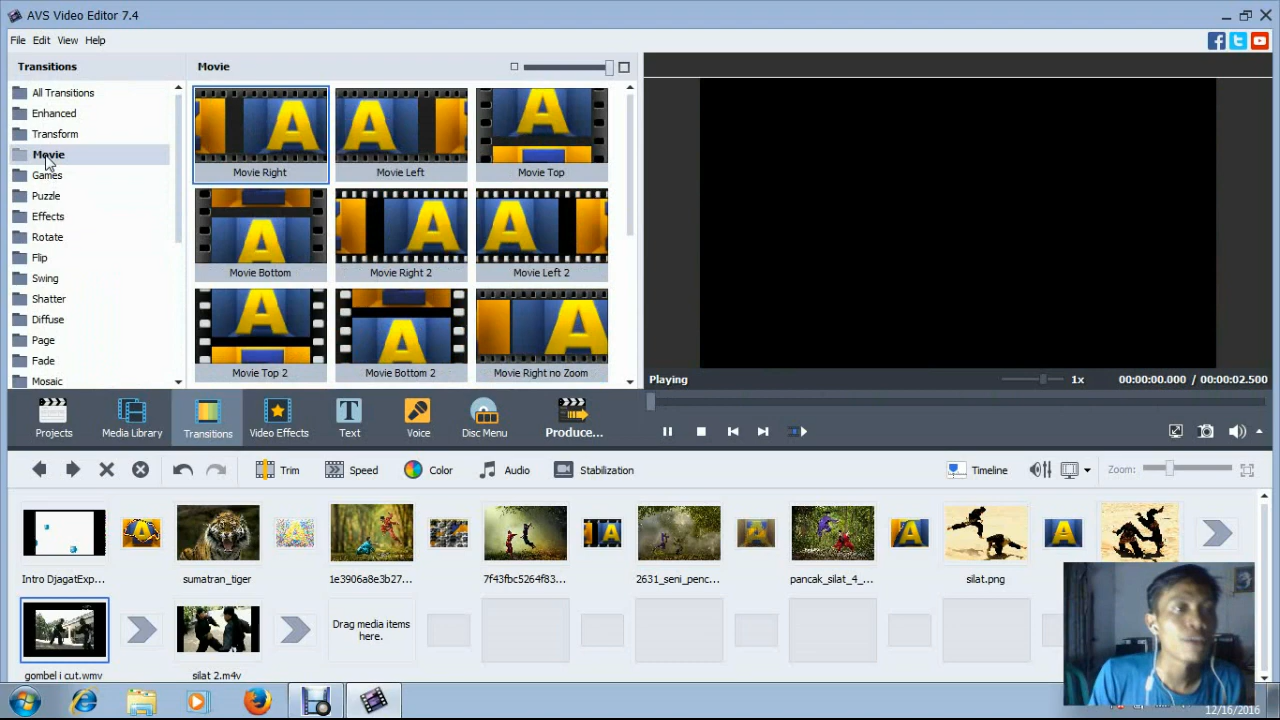 AVS Video Editor 7.4
File Edit View Help
Transitions
Movie
All Transitions
Enhanced
Transform
Movie
Games
Puzzle
Effects
Rotate
Flip
Swing
Shatter
Diffuse
Page
Fade
Mosaic
Movie Right
Movie Left
Movie Top
Movie Bottom
Movie Right 2
Movie Left 2
Movie Top 2
Movie Bottom 2
Movie Right no Zoom
Playing
1x
00:00:00.000 / 00:00:02.500
Projects
Media Library
Transitions
Video Effects
Text
Voice
Disc Menu
Produce...
Trim
Speed
Color
Audio
Stabilization
Timeline
Zoom:
Intro DjagatExp...
sumatran_tiger
1e3906a8e3b27...
7f43fbc5264f83...
2631_seni_penc...
pancak_silat_4_...
silat.png
Drag media items
here.
gombel i cut.wmv
silat 2.m4v
12/16/2016